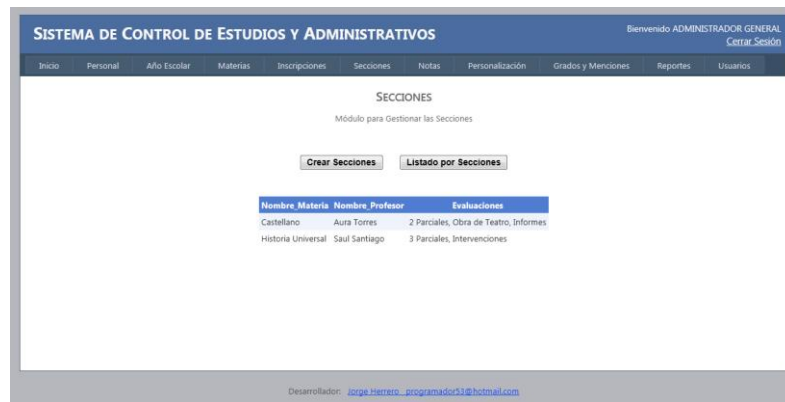 SISTEMA DE CONTROL DE ESTUDIOS Y ADMINISTRATIVOS
Bienvenido ADMINISTRADOR GENERAL
Cerrar Sesión
Inicio Personal Año Escolar Materias Inscripciones Secciones Notas Personalización Grados y Menciones Reportes Usuarios
SECCIONES
Módulo para Gestionar las Secciones
Crear Secciones Listado por Secciones
Nombre_Materia Nombre_Profesor Evaluaciones
Castellano Aura Torres 2 Parciales, Obra de Teatro, Informes
Historia Universal Saul Santiago 3 Parciales, Intervenciones
Desarrollador: Jorge Herrero programador53@hotmail.com